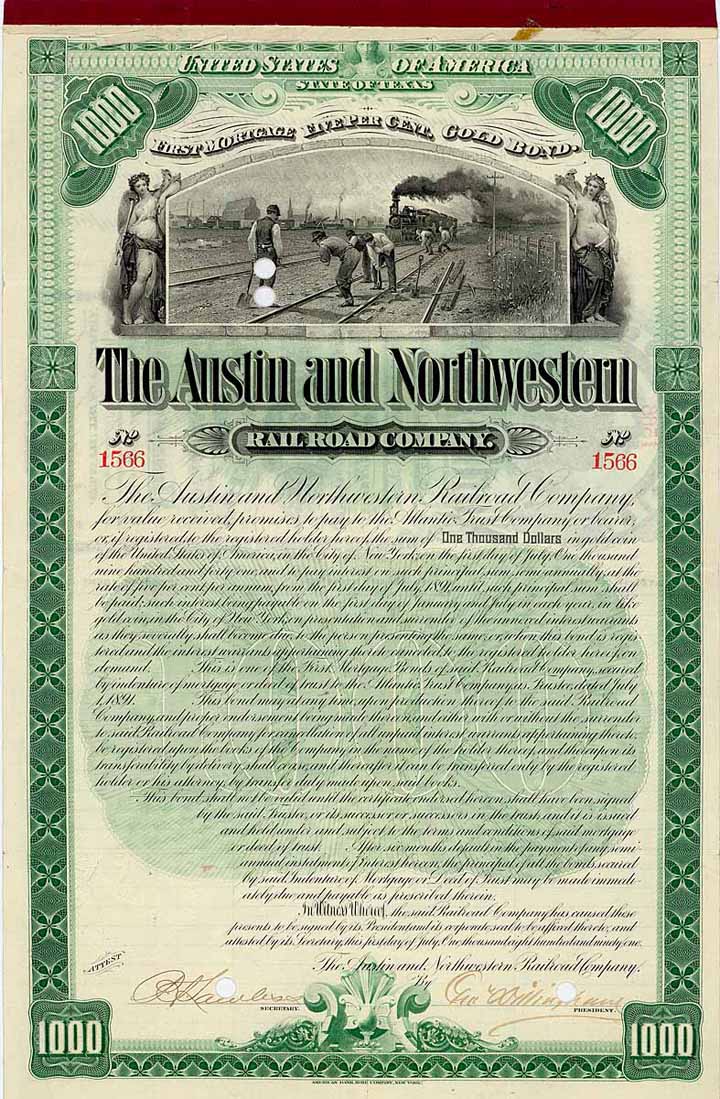 UNITED STATES OF AMERICA
STATE OF TEXAS
1000 1000
FIRST MORTGAGE FIVE PER CENT. GOLD BOND.
The Austin and Northwestern
RAILROAD COMPANY.
No No
1566 1566
The Austin and Northwestern Railroad Company,
for value received, promises to pay to the Atlantic Trust Company or bearer,
or, if registered, to the registered holder hereof, the sum of One Thousand Dollars in gold coin
of the United States of America, in the City of New York, on the first day of July, One thousand
nine hundred and forty one, and to pay interest on such principal sum, semi-annually, at the
rate of five per cent per annum, from the first day of July, 1891, until such principal sum shall
be paid; such interest being payable on the first day of January and July in each year, in like
gold coin, in the City of New York, on presentation and surrender of the annexed interest warrants
as they severally shall become due, to the person presenting the same, or, when this bond is regis
tered and the interest warrants appertaining thereto canceled, to the registered holder hereof, on
demand. This is one of the First Mortgage Bonds of said Railroad Company, secured
by indenture of mortgage or deed of trust to the Atlantic Trust Company, as Trustee, dated July
1, 1891. This bond may at any time, upon production thereof to the said Railroad
Company, and proper endorsement being made thereon, but either with or without the surrender
to said Railroad Company for cancellation of all unpaid interest warrants appertaining thereto,
be registered upon the books of the Company in the name of the holder thereof, and thereupon its
transferability by delivery shall cease, and thereafter it can be transferred only by the registered
holder or his attorney, by transfer duly made upon said books.
This bond shall not be valid until the certificate endorsed hereon shall have been signed
by the said Trustee, or its successor or successors in the trust, and it is issued
and held under and subject to the terms and conditions of said mortgage
or deed of trust. After six months default in the payment of any semi-
annual instalment of interest hereon, the principal of all the bonds secured
by said Indenture of Mortgage or Deed of Trust may be made immedi-
ately due and payable as prescribed therein.
In Witness Whereof, the said Railroad Company has caused these
presents to be signed by its President and its corporate seal to be affixed thereto, and
attested by its Secretary, this first day of July, One thousand eight hundred and ninety one.
The Austin and Northwestern Railroad Company.
ATTEST
By
SECRETARY.
PRESIDENT.
1000 1000
AMERICAN BANK NOTE COMPANY, NEW YORK.